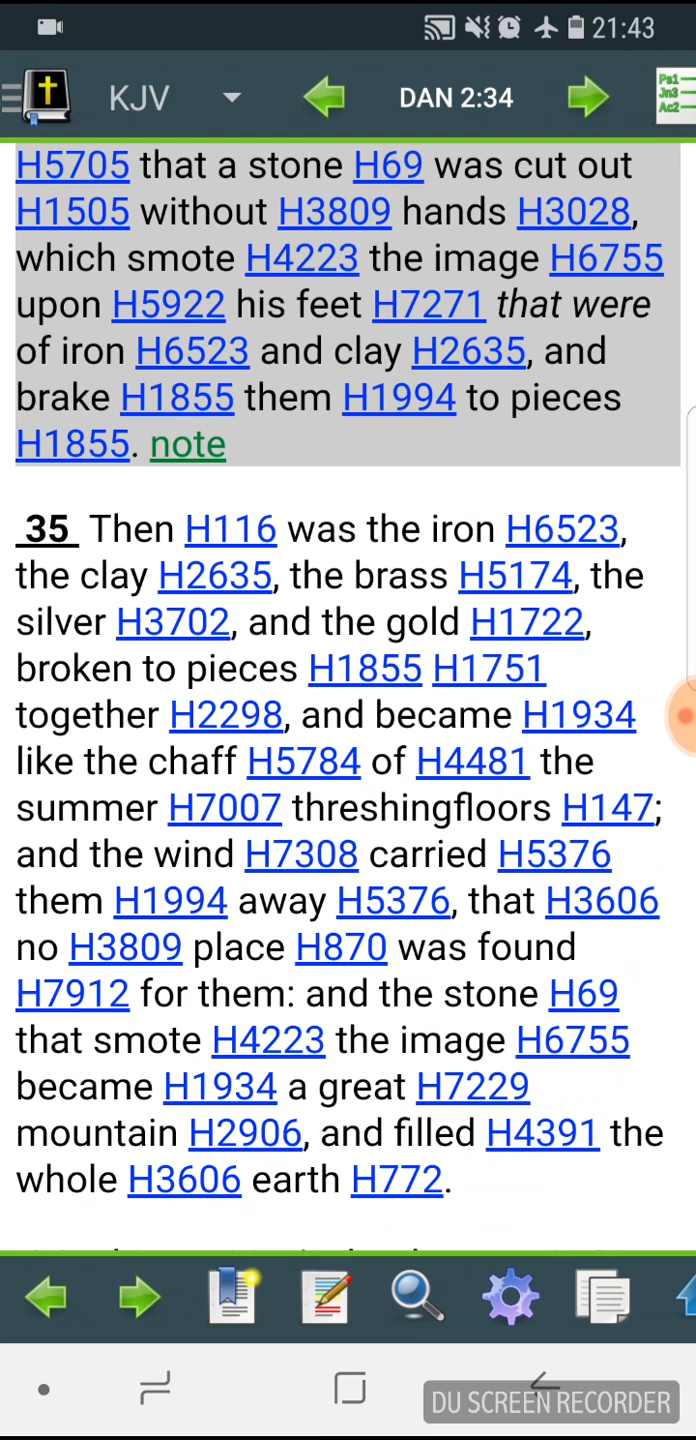 21:43
KJV DAN 2:34 Ps1
Jn3
Ac2
H5705 that a stone H69 was cut out
H1505 without H3809 hands H3028,
which smote H4223 the image H6755
upon H5922 his feet H7271 that were
of iron H6523 and clay H2635, and
brake H1855 them H1994 to pieces
H1855. note
35 Then H116 was the iron H6523,
the clay H2635, the brass H5174, the
silver H3702, and the gold H1722,
broken to pieces H1855 H1751
together H2298, and became H1934
like the chaff H5784 of H4481 the
summer H7007 threshingfloors H147;
and the wind H7308 carried H5376
them H1994 away H5376, that H3606
no H3809 place H870 was found
H7912 for them: and the stone H69
that smote H4223 the image H6755
became H1934 a great H7229
mountain H2906, and filled H4391 the
whole H3606 earth H772.
DU SCREEN RECORDER